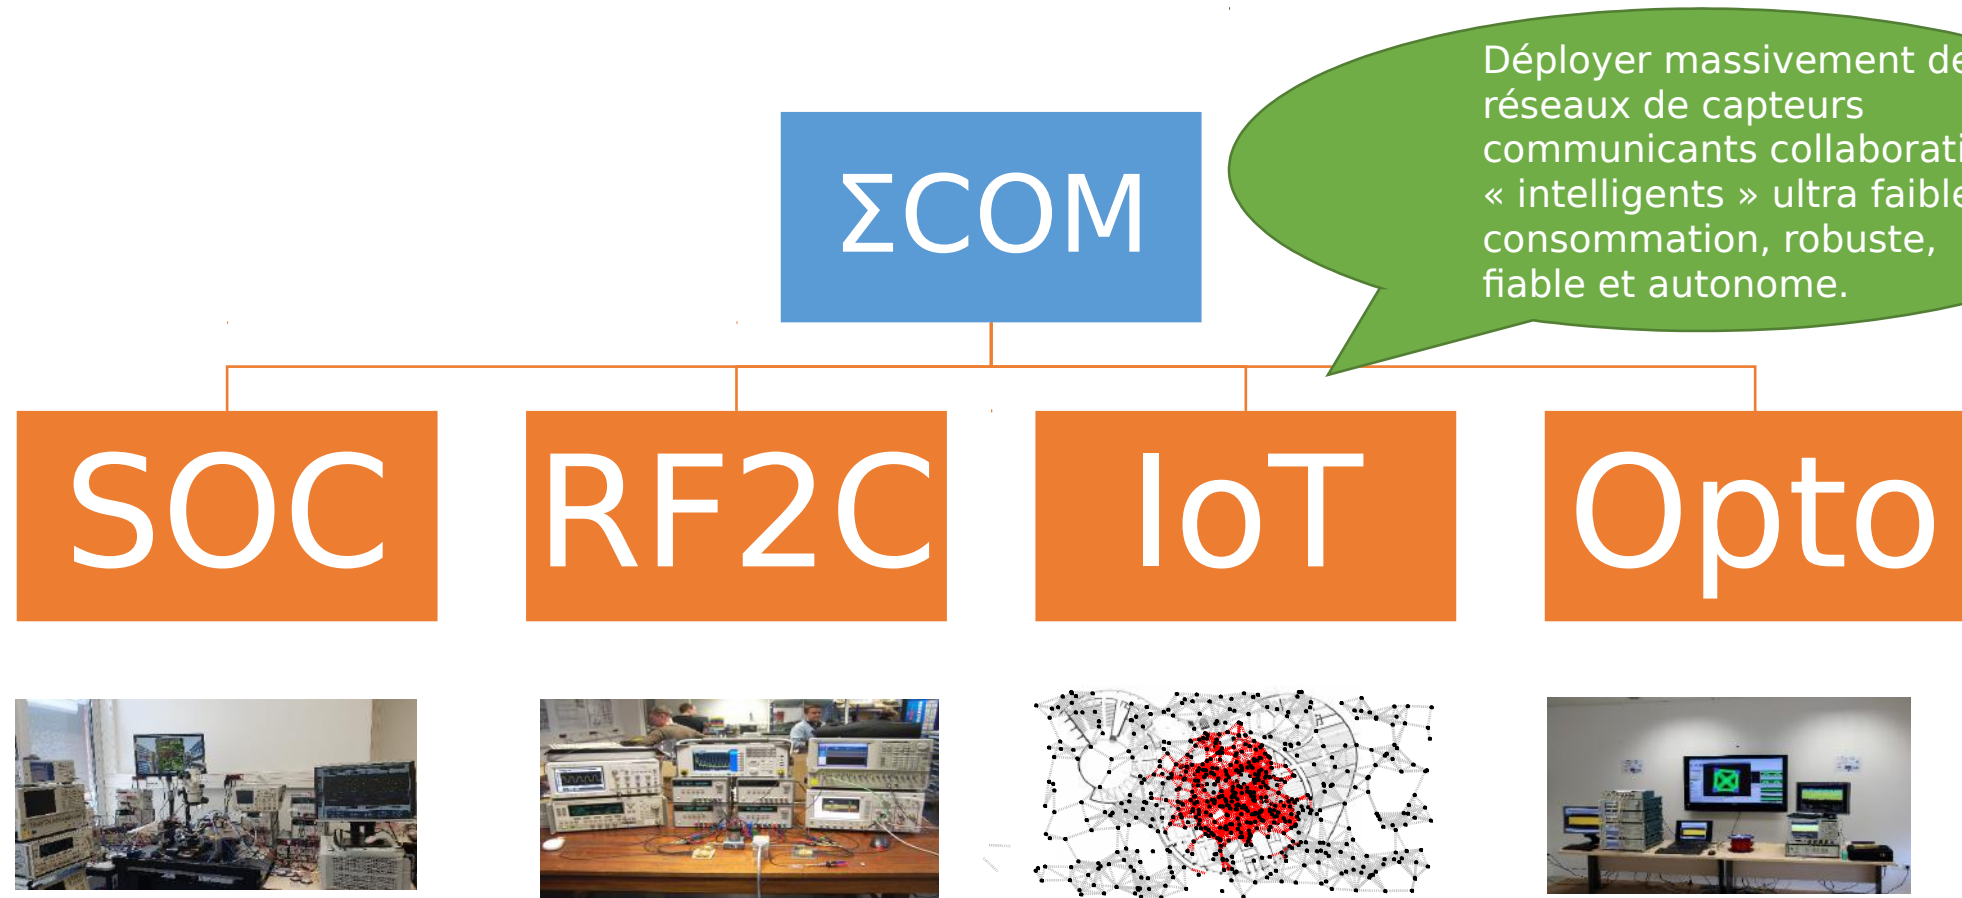 ΣCOM
Déployer massivement de
réseaux de capteurs
communicants collaborati
« intelligents » ultra faible
consommation, robuste,
fiable et autonome.
SOC
RF2C
IoT
Opto